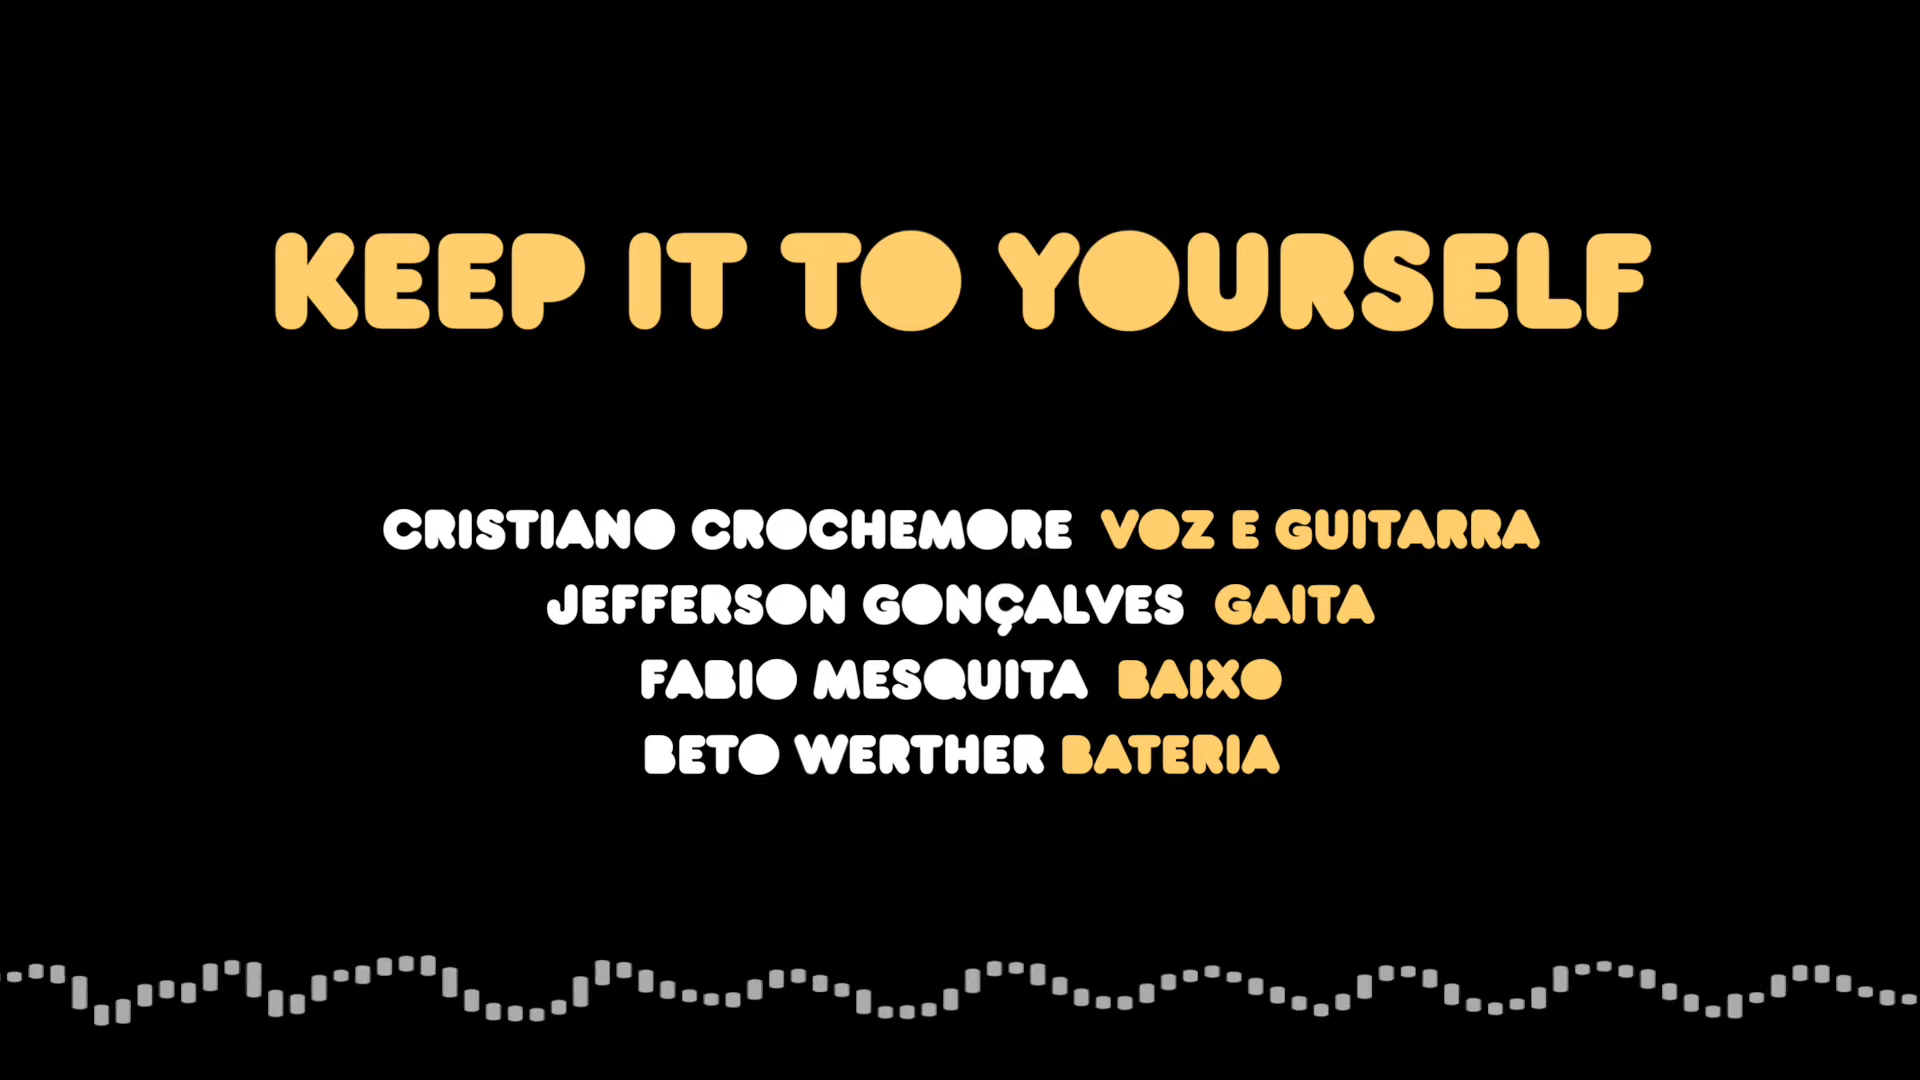 KEEP IT TO YOURSELF
CRISTIANO CROCHEMORE VOZ E GUITARRA
JEFFERSON GONÇALVES GAITA
FABIO MESQUITA BAIXO
BETO WERTHER BATERIA